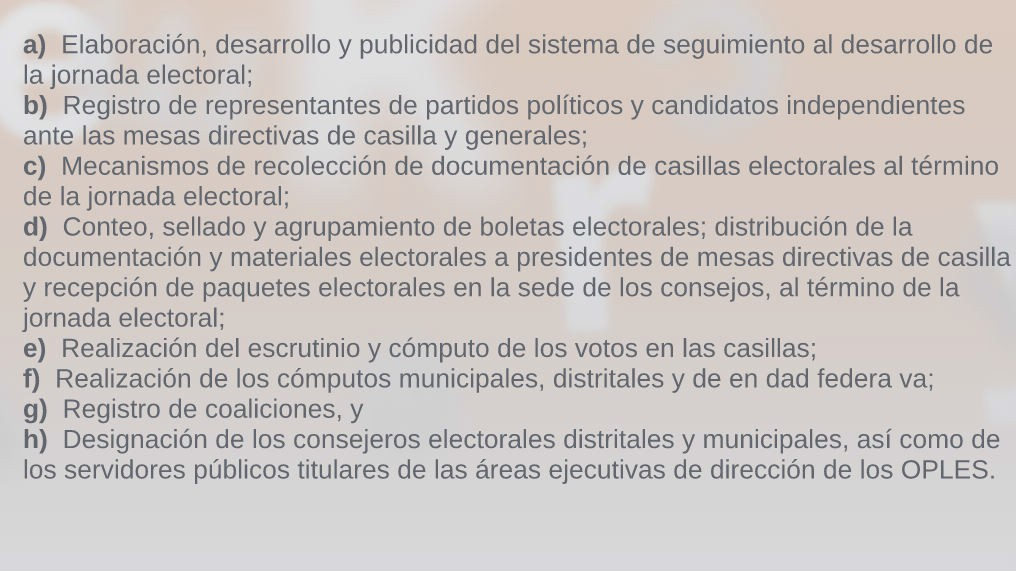 a) Elaboración, desarrollo y publicidad del sistema de seguimiento al desarrollo de
la jornada electoral;
b) Registro de representantes de partidos políticos y candidatos independientes
ante las mesas directivas de casilla y generales;
c) Mecanismos de recolección de documentación de casillas electorales al término
de la jornada electoral;
d) Conteo, sellado y agrupamiento de boletas electorales; distribución de la
documentación y materiales electorales a presidentes de mesas directivas de casilla
y recepción de paquetes electorales en la sede de los consejos, al término de la
jornada electoral;
e) Realización del escrutinio y cómputo de los votos en las casillas;
f) Realización de los cómputos municipales, distritales y de en dad federa va;
g) Registro de coaliciones, y
h) Designación de los consejeros electorales distritales y municipales, así como de
los servidores públicos titulares de las áreas ejecutivas de dirección de los OPLES.